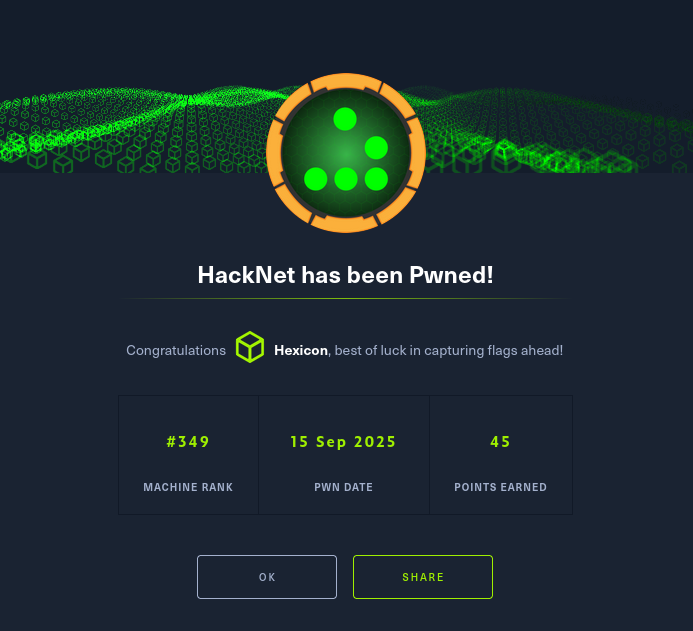 HackNet has been Pwned!
Congratulations Hexicon, best of luck in capturing flags ahead!
#349 15 Sep 2025 45
MACHINE RANK PWN DATE POINTS EARNED
OK SHARE